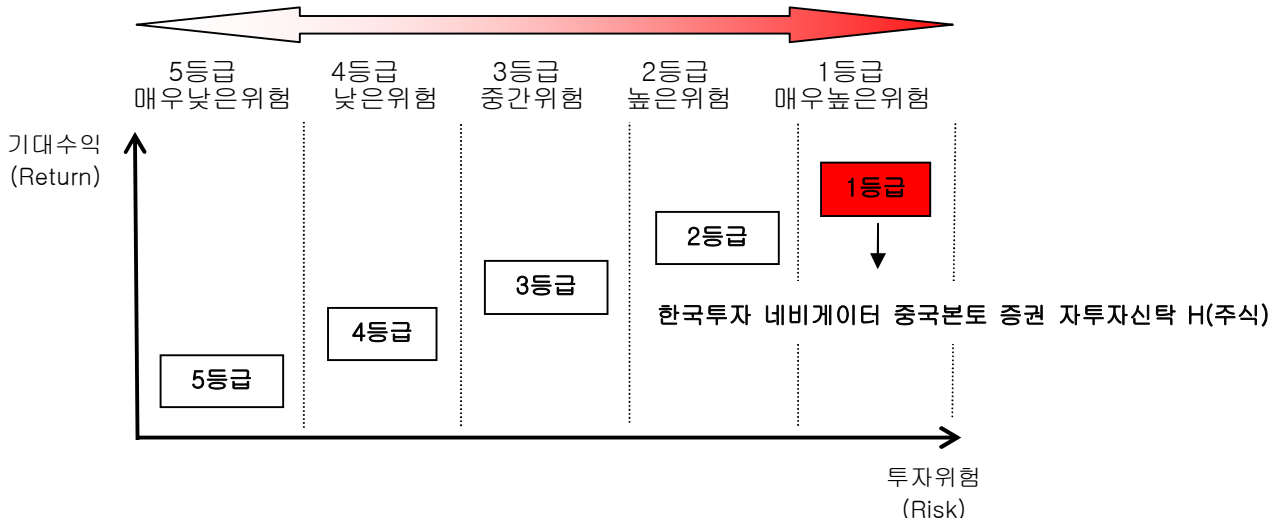 5등급 4등급 3등급 2등급 1등급
매우낮은위험 낮은위험 중간위험 높은위험 매우높은위험
기대수익
(Return)
1등급
2등급
3등급
한국투자 네비게이터 중국본토 증권 자투자신탁 H(주식)
4등급
5등급
투자위험
(Risk)